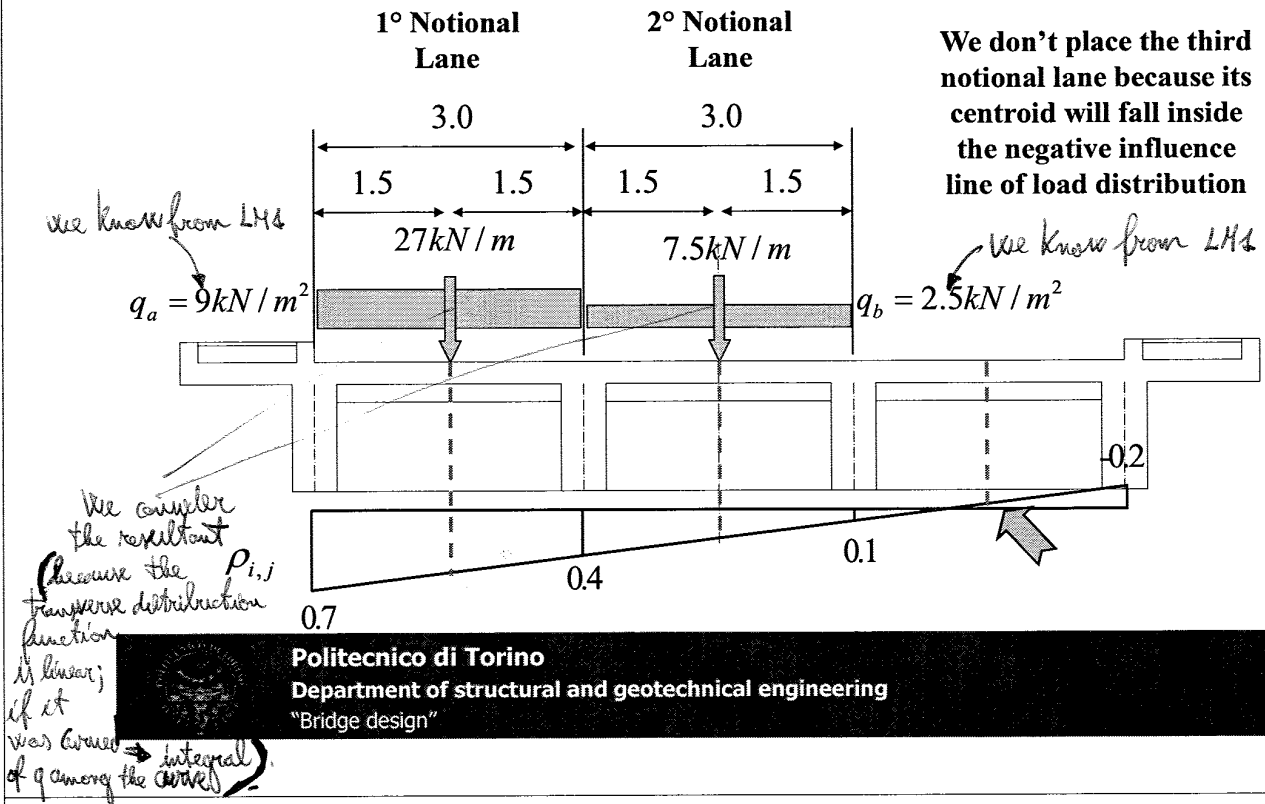 1° Notional
Lane
2° Notional
Lane
We don't place the third
notional lane because its
centroid will fall inside
the negative influence
line of load distribution
3.0
3.0
1.5
1.5
1.5
1.5
we know from LM1
27kN / m
7.5kN / m
we know from LM1
qₐ = 9kN / m²
q_b = 2.5kN / m²
-0.2
We consider
the resultant
(because the
transverse distribution
function
is linear;
if it
was curved ⇒ integral
of q among the curve)
ρᵢ,ⱼ
0.7
0.4
0.1
Politecnico di Torino
Department of structural and geotechnical engineering
"Bridge design"